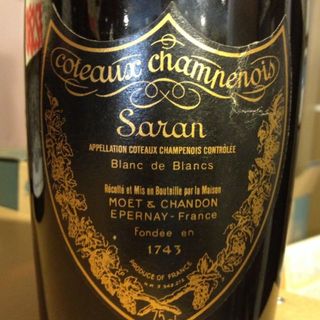 coteaux champenois
Saran
APPELLATION COTEAUX CHAMPENOIS CONTRÔLÉE
Blanc de Blancs
Récolté et Mis en Bouteille par la Maison
MOET & CHANDON
EPERNAY - France
Fondée en
1743
PRODUCE OF FRANCE